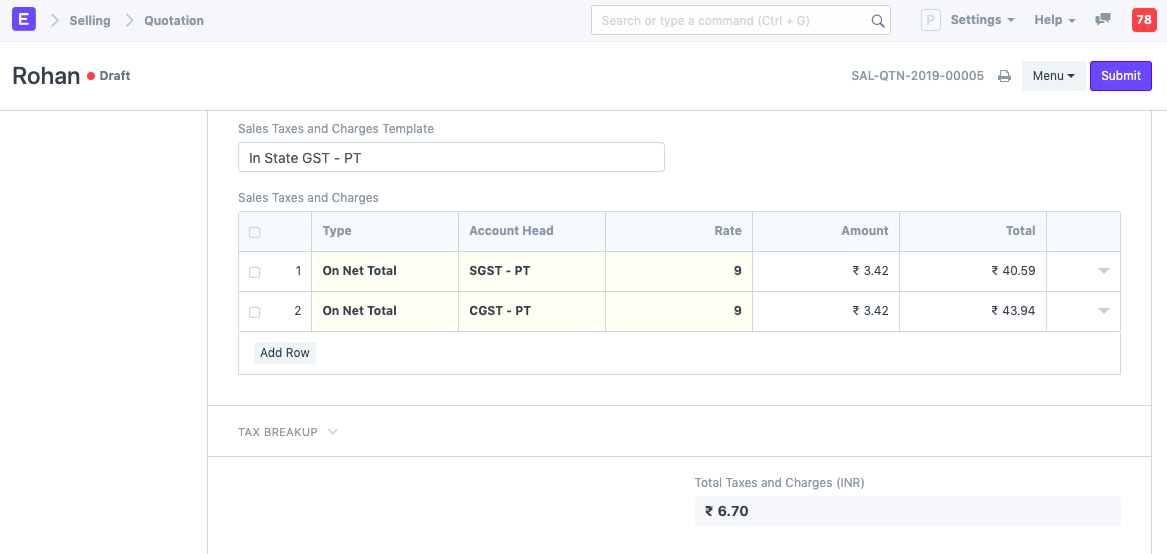 E Selling Quotation Search or type a command (Ctrl + G) P Settings Help 78
Rohan Draft SAL-QTN-2019-00005 Menu Submit
Sales Taxes and Charges Template
In State GST - PT
Sales Taxes and Charges
Type Account Head Rate Amount Total
1 On Net Total SGST - PT 9 ₹ 3.42 ₹ 40.59
2 On Net Total CGST - PT 9 ₹ 3.42 ₹ 43.94
Add Row
TAX BREAKUP
Total Taxes and Charges (INR)
₹ 6.70